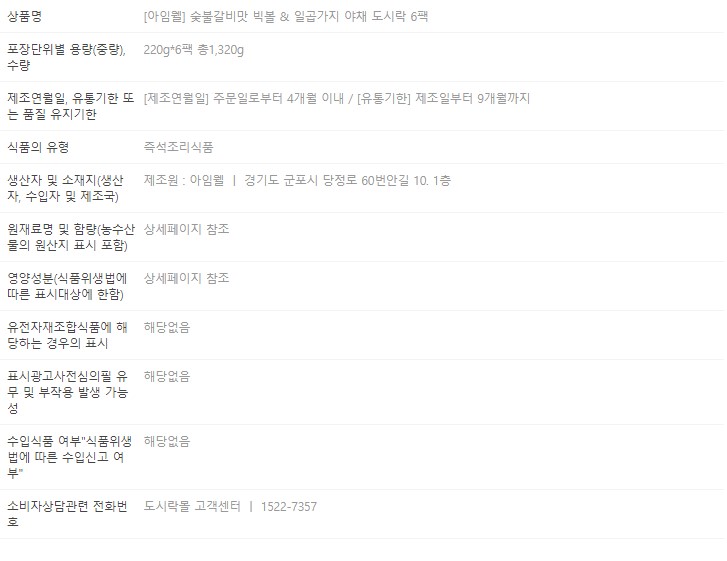 상품명 [아임웰] 숯불갈비맛 빅볼 & 일곱가지 야채 도시락 6팩
포장단위별 용량(중량), 220g*6팩 총1,320g
수량
제조연월일, 유통기한 또 [제조연월일] 주문일로부터 4개월 이내 / [유통기한] 제조일부터 9개월까지
는 품질 유지기한
식품의 유형 즉석조리식품
생산자 및 소재지(생산 제조원 : 아임웰 ㅣ 경기도 군포시 당정로 60번안길 10. 1층
자, 수입자 및 제조국)
원재료명 및 함량(농수산 상세페이지 참조
물의 원산지 표시 포함)
영양성분(식품위생법에 상세페이지 참조
따른 표시대상에 한함)
유전자재조합식품에 해 해당없음
당하는 경우의 표시
표시광고사전심의필 유 해당없음
무 및 부작용 발생 가능
성
수입식품 여부"식품위생 해당없음
법에 따른 수입신고 여
부"
소비자상담관련 전화번 도시락몰 고객센터 ㅣ 1522-7357
호